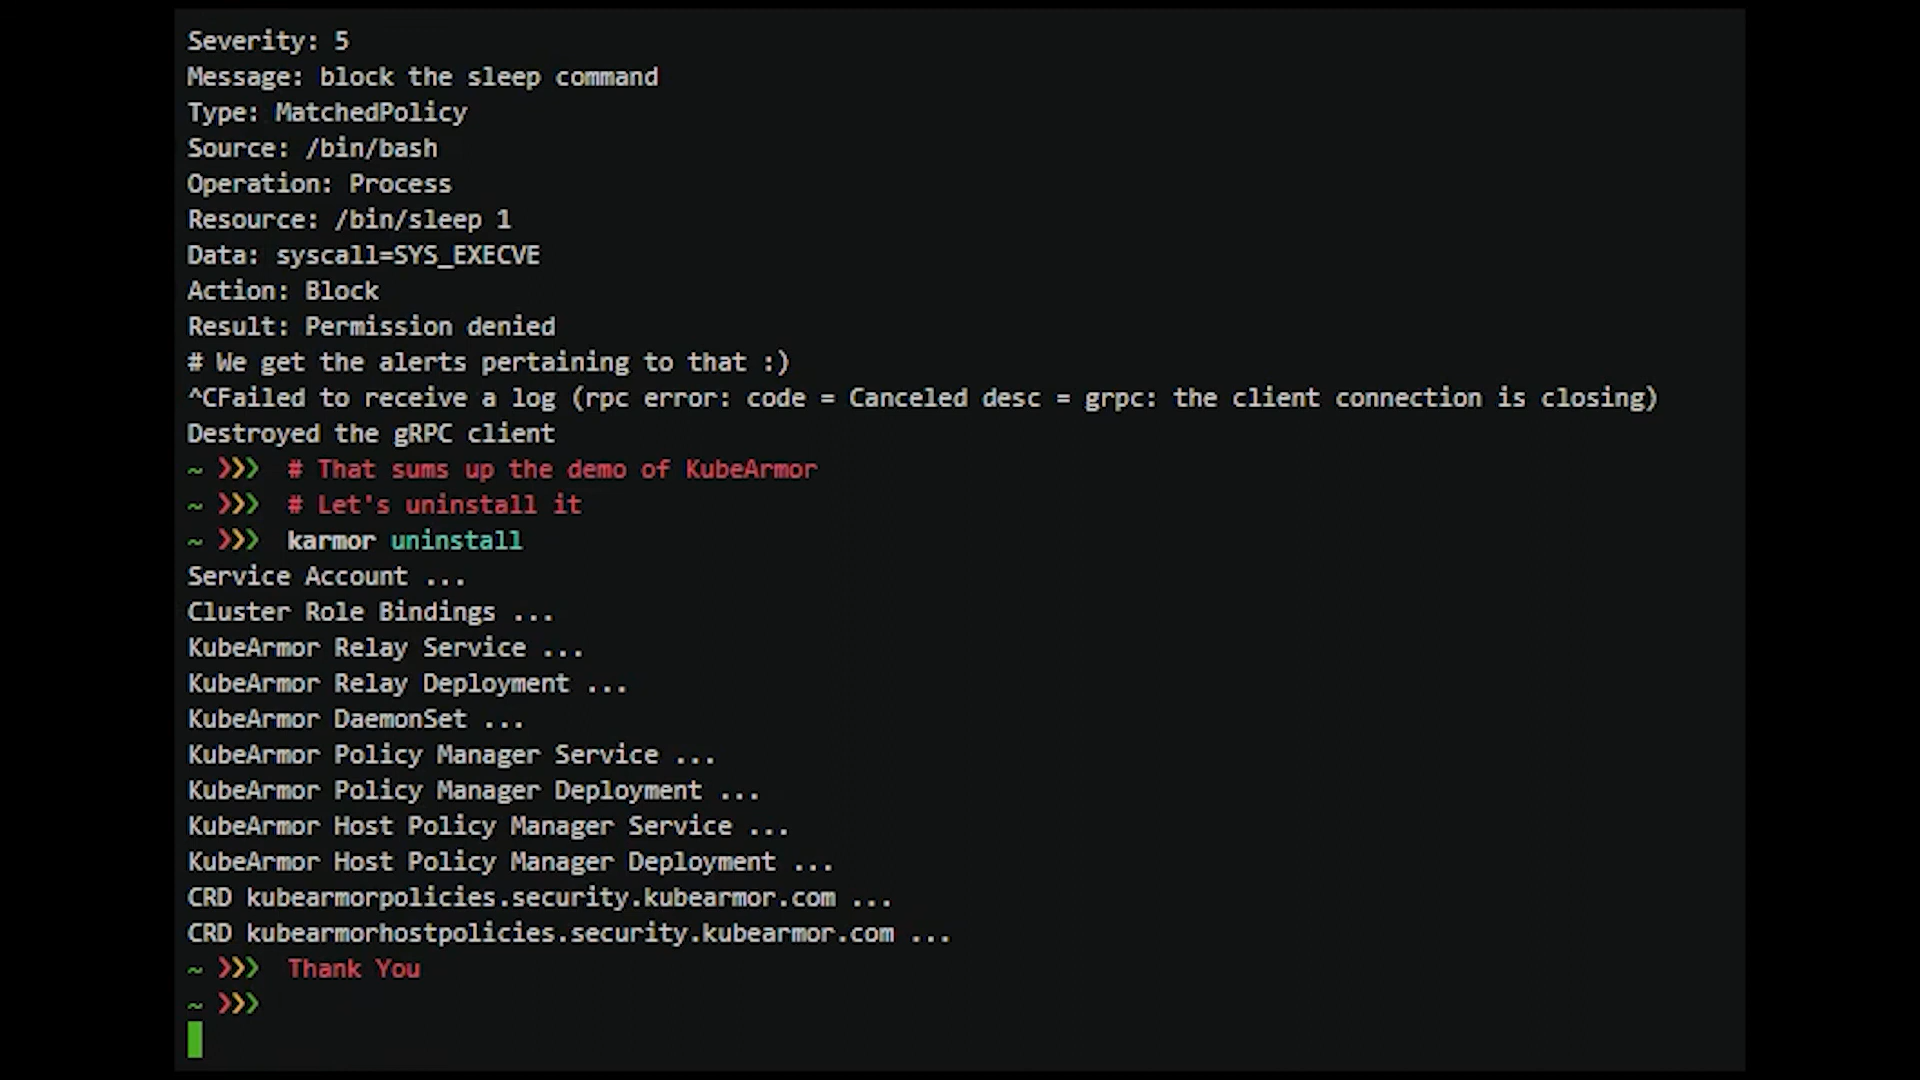 Severity: 5
Message: block the sleep command
Type: MatchedPolicy
Source: /bin/bash
Operation: Process
Resource: /bin/sleep 1
Data: syscall=SYS_EXECVE
Action: Block
Result: Permission denied
# We get the alerts pertaining to that :)
^CFailed to receive a log (rpc error: code = Canceled desc = grpc: the client connection is closing)
Destroyed the gRPC client
~ ❯❯❯ # That sums up the demo of KubeArmor
~ ❯❯❯ # Let's uninstall it
~ ❯❯❯ karmor uninstall
Service Account ...
Cluster Role Bindings ...
KubeArmor Relay Service ...
KubeArmor Relay Deployment ...
KubeArmor DaemonSet ...
KubeArmor Policy Manager Service ...
KubeArmor Policy Manager Deployment ...
KubeArmor Host Policy Manager Service ...
KubeArmor Host Policy Manager Deployment ...
CRD kubearmorpolicies.security.kubearmor.com ...
CRD kubearmorhostpolicies.security.kubearmor.com ...
~ ❯❯❯ Thank You
~ ❯❯❯